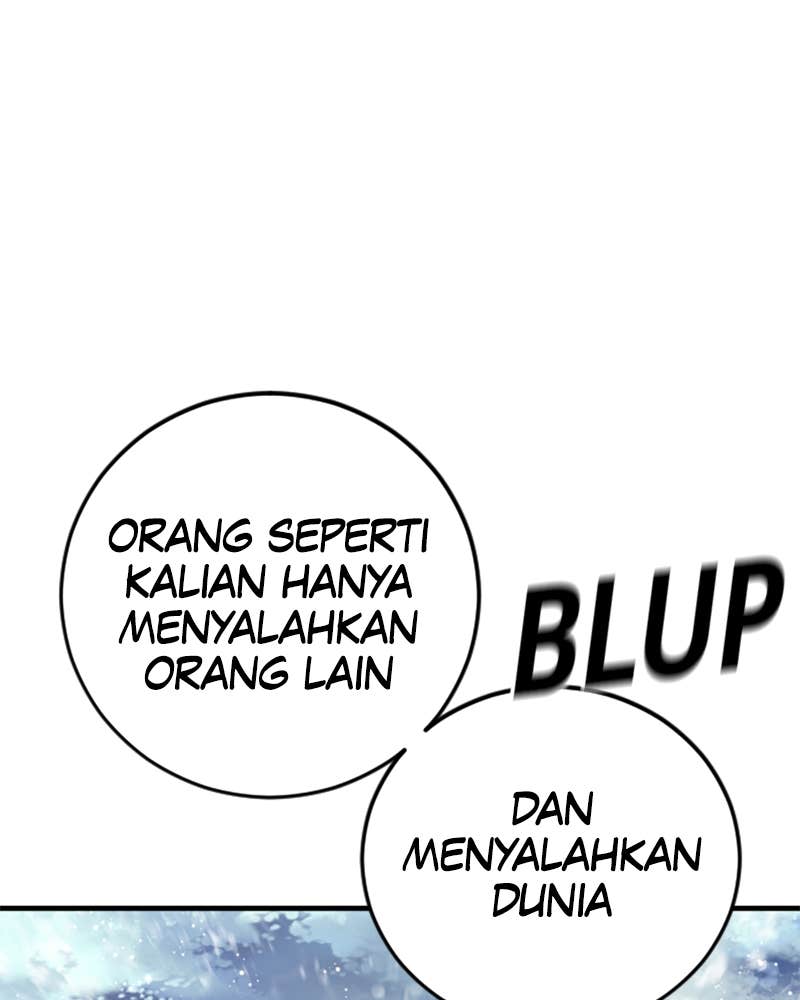 ORANG SEPERTI
KALIAN HANYA
MENYALAHKAN
ORANG LAIN
BLUP
DAN
MENYALAHKAN
DUNIA